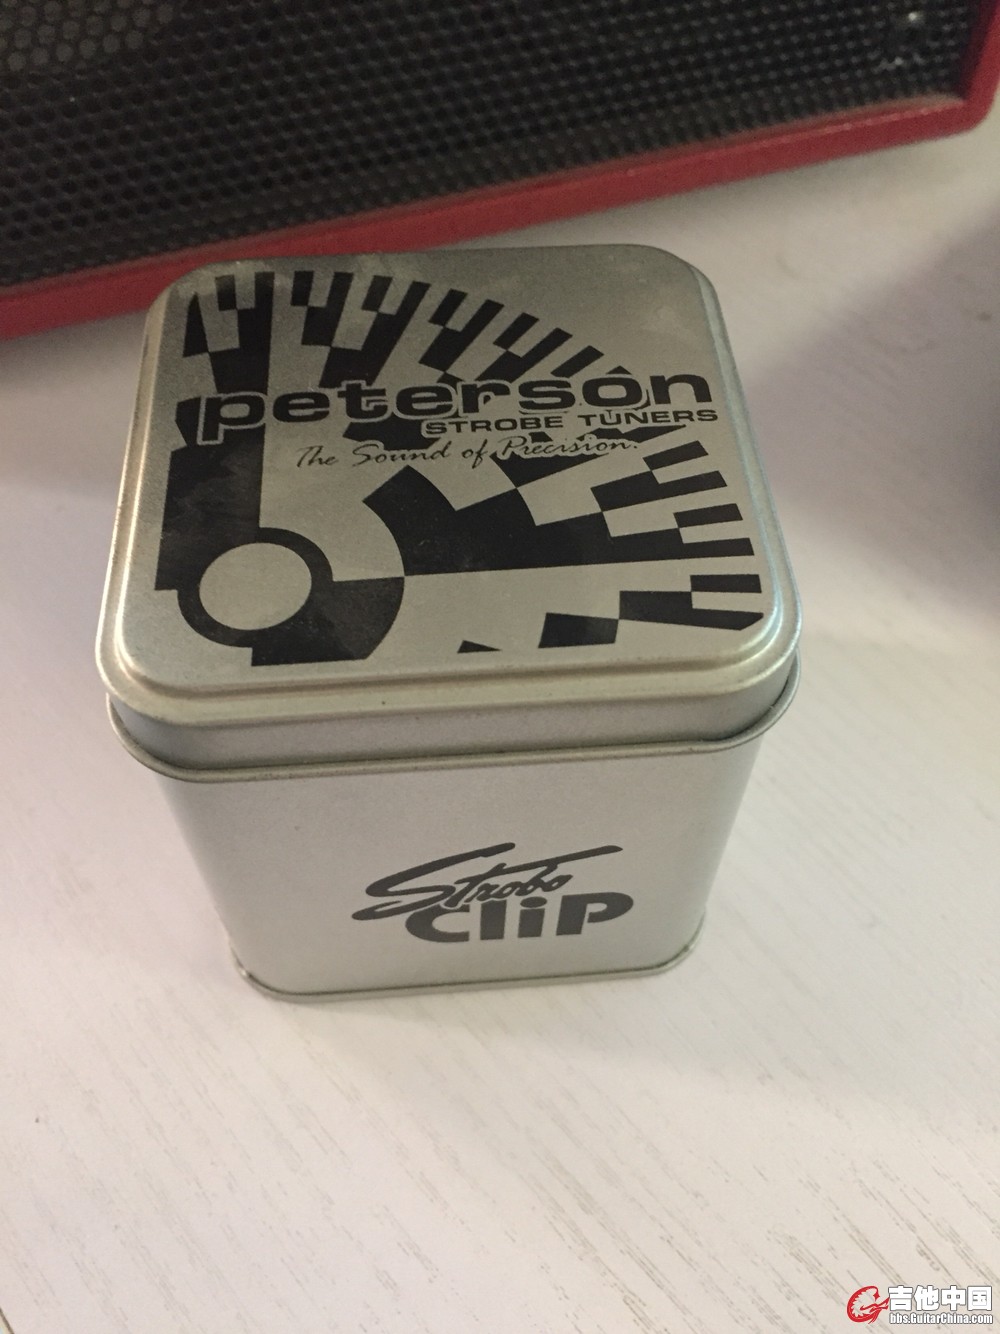 peterson
STROBE TUNERS
The Sound of Precision.
Strobo
CliP
吉他中国
bbs.GuitarChina.com